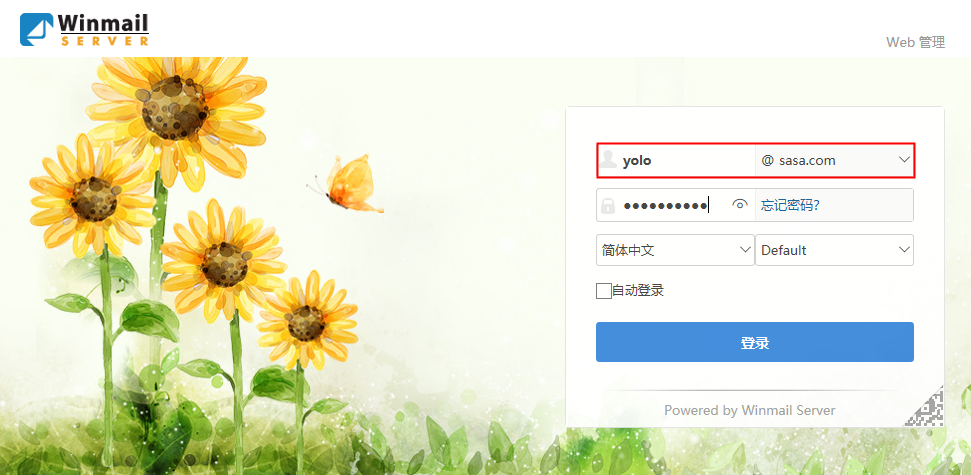 Winmail
SERVER
Web 管理
yolo @ sasa.com
●●●●●●●●●● 忘记密码?
简体中文 Default
自动登录
登录
Powered by Winmail Server